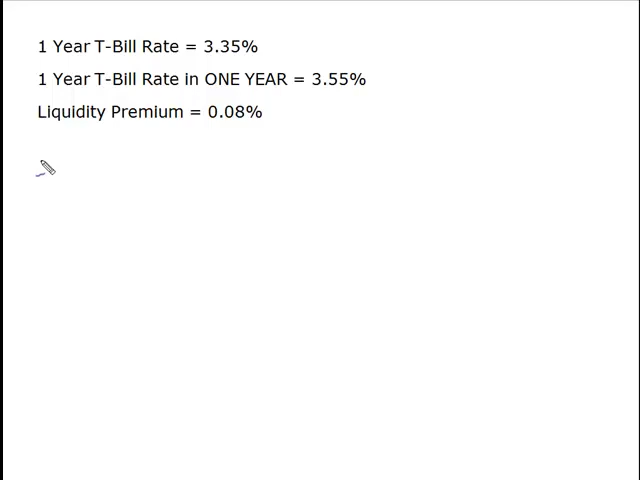 1 Year T-Bill Rate = 3.35%
1 Year T-Bill Rate in ONE YEAR = 3.55%
Liquidity Premium = 0.08%